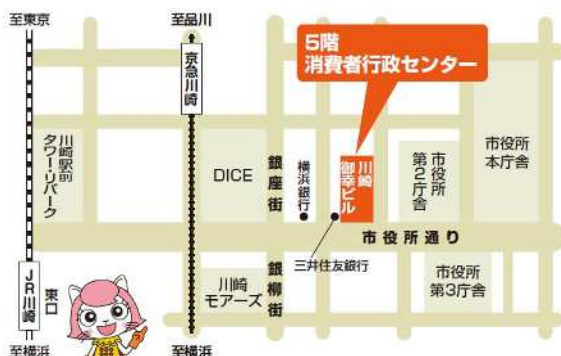 至東京
至品川
5階
消費者行政センター
京急川崎
川崎駅前
タワー・リバーク
DICE
銀座街
横浜銀行
川崎
御幸ビル
市役所
第2庁舎
市役所
本庁舎
市役所通り
三井住友銀行
JR川崎
東口
川崎
モアーズ
銀柳街
市役所
第3庁舎
至横浜
至横浜